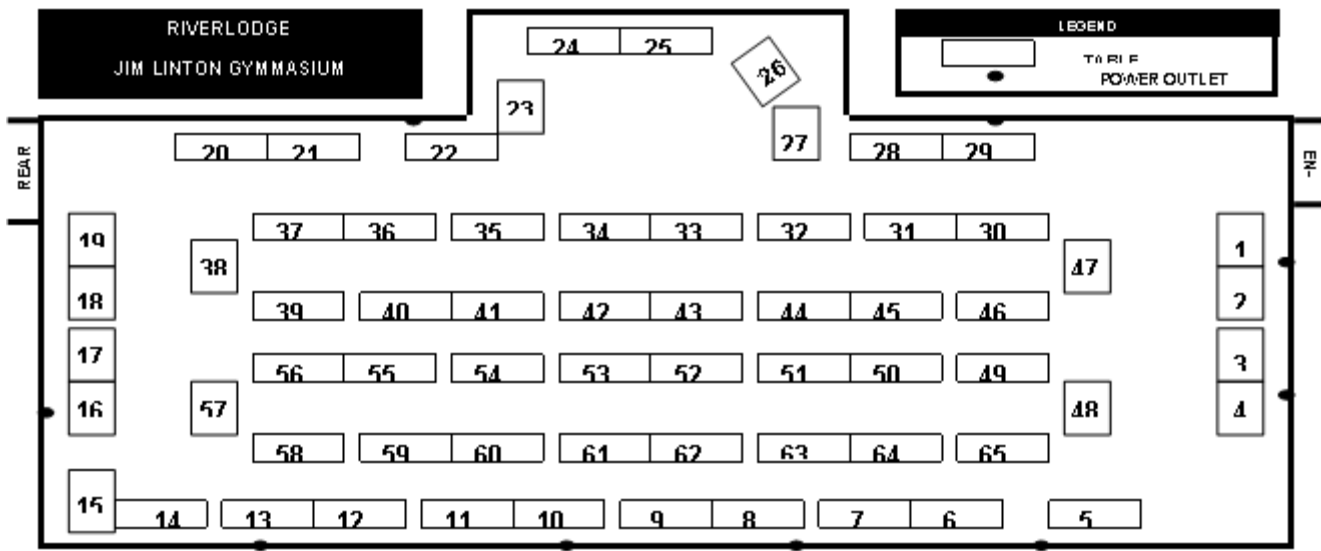 RIVERLODGE
JIM LINTON GYMMASIUM
LEGEND
TABLE
POWER OUTLET
24 25
26
23
27
20 21 22 28 29
REAR
EN-
37 36 35 34 33 32 31 30
19 1
38 47
18 2
39 40 41 42 43 44 45 46
17 3
56 55 54 53 52 51 50 49
16 57 48 4
58 59 60 61 62 63 64 65
15
14 13 12 11 10 9 8 7 6 5